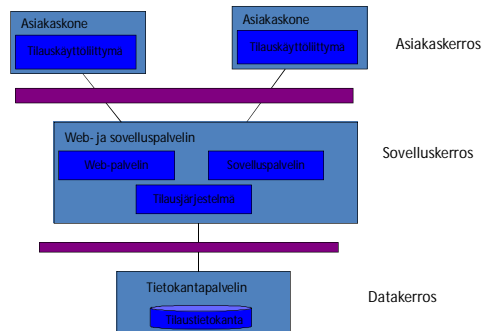 Asiakaskone
Tilauskäyttöliittymä
Asiakaskone
Tilauskäyttöliittymä
Asiakaskerros
Web- ja sovelluspalvelin
Web-palvelin
Sovelluspalvelin
Tilausjärjestelmä
Sovelluskerros
Tietokantapalvelin
Tilaustietokanta
Datakerros